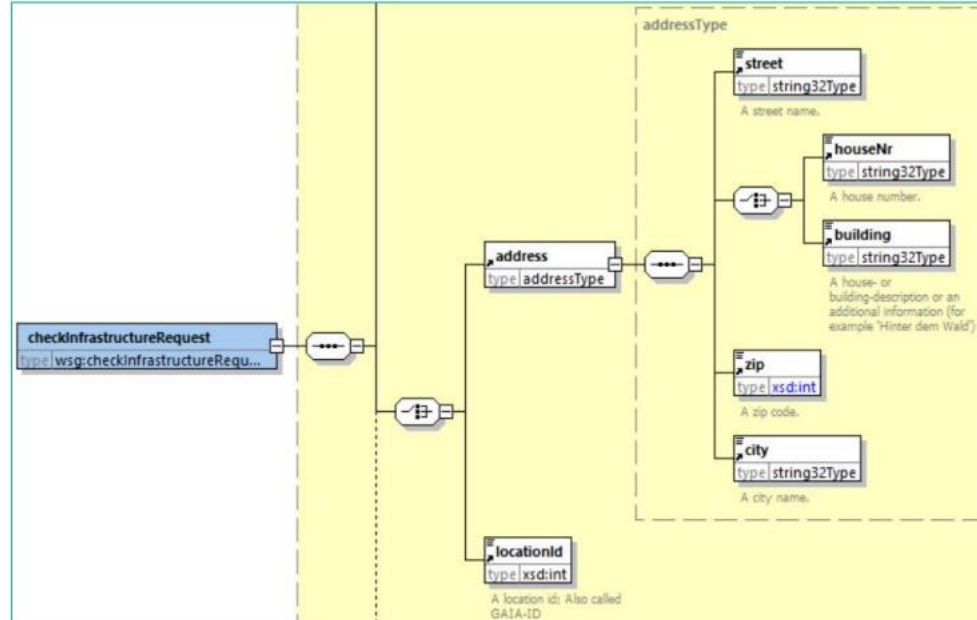 addressType
street
type string32Type
A street name.
houseNr
type string32Type
A house number.
building
type string32Type
A house- or
building-description or an
additional information (for
example 'Hinter dem Wald')
address
type addressType
checkInfrastructureRequest
type wsg:checkInfrastructureRequ...
zip
type xsd:int
A zip code.
city
type string32Type
A city name.
locationId
type xsd:int
A location id; Also called
GAIA-ID